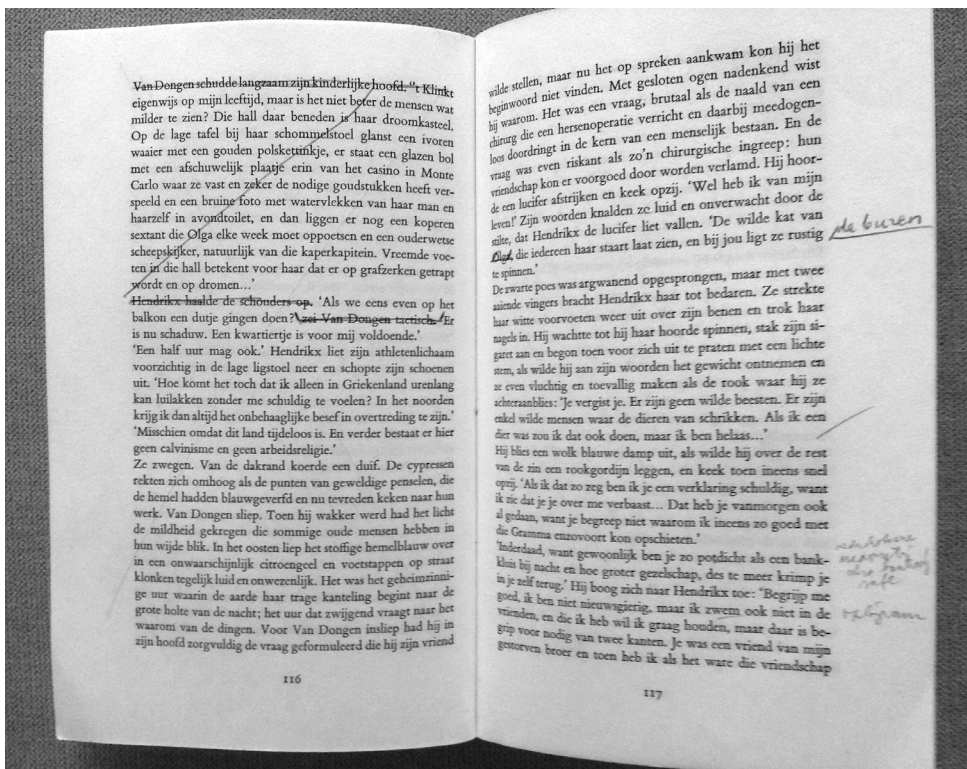 Van Dongen schudde langzaam zijn kinderlijke hoofd. ''t Klinkt
eigenwijs op mijn leeftijd, maar is het niet beter de mensen wat
milder te zien? Die hall daar beneden is haar droomkasteel.
Op de lage tafel bij haar schommelstoel glanst een ivoren
waaier met een gouden polskettinkje, er staat een glazen bol
met een afschuwelijk plaatje erin van het casino in Monte
Carlo waar ze vast en zeker de nodige goudstukken heeft ver-
speeld en een bruine foto met watervlekken van haar man en
haarzelf in avondtoilet, en dan liggen er nog een koperen
sextant die Olga elke week moet oppoetsen en een ouderwetse
scheepskijker, natuurlijk van die kaperkapitein. Vreemde voe-
ten in die hall betekent voor haar dat er op grafzerken getrapt
wordt en op dromen...'
Hendrikx haalde de schouders op. 'Als we eens even op het
balkon een dutje gingen doen?' zei Van Dongen tactisch. 'Er
is nu schaduw. Een kwartiertje is voor mij voldoende.'
'Een half uur mag ook.' Hendrikx liet zijn athletenlichaam
voorzichtig in de lage ligstoel neer en schopte zijn schoenen
uit. 'Hoe komt het toch dat ik alleen in Griekenland urenlang
kan luilakken zonder me schuldig te voelen? In het noorden
krijg ik dan altijd het onbehaaglijke besef in overtreding te zijn.'
'Misschien omdat dit land tijdeloos is. En verder bestaat er hier
geen calvinisme en geen arbeidsreligie.'
Ze zwegen. Van de dakrand koerde een duif. De cypressen
rekten zich omhoog als de punten van geweldige penselen, die
de hemel hadden blauwgeverfd en nu tevreden keken naar hun
werk. Van Dongen sliep. Toen hij wakker werd had het licht
de mildheid gekregen die sommige oude mensen hebben in
hun wijde blik. In het oosten liep het stoffige hemelblauw over
in een onwaarschijnlijk citroengeel en voetstappen op straat
klonken tegelijk luid en onwezenlijk. Het was het geheimzinni-
ge uur waarin de aarde haar trage kanteling begint naar de
grote holte van de nacht; het uur dat zwijgend vraagt naar het
waarom van de dingen. Voor Van Dongen insliep had hij in
zijn hoofd zorgvuldig de vraag geformuleerd die hij zijn vriend
116
wilde stellen, maar nu het op spreken aankwam kon hij het
beginwoord niet vinden. Met gesloten ogen nadenkend wist
hij waarom. Het was een vraag, brutaal als de naald van een
chirurg die een hersenoperatie verricht en daarbij meedogen-
loos doordringt in de kern van een menselijk bestaan. En de
vraag was even riskant als zo'n chirurgische ingreep: hun
vriendschap kon er voorgoed door worden verlamd. Hij hoor-
de een lucifer afstrijken en keek opzij. 'Wel heb ik van mijn
leven!' Zijn woorden knalden zo luid en onverwacht door de
stilte, dat Hendrikx de lucifer liet vallen. 'De wilde kat van
Olga, die iedereen haar staart laat zien, en bij jou ligt ze rustig
de buren
te spinnen.'
De zwarte poes was argwanend opgesprongen, maar met twee
aaiende vingers bracht Hendrikx haar tot bedaren. Ze strekte
haar witte voorvoeten weer uit over zijn benen en trok haar
nagels in. Hij wachtte tot hij haar hoorde spinnen, stak zijn si-
garet aan en begon toen voor zich uit te praten met een lichte
stem, als wilde hij aan zijn woorden het gewicht ontnemen en
ze even vluchtig en toevallig maken als de rook waar hij ze
achteraanblies: 'Je vergist je. Er zijn geen wilde beesten. Er zijn
enkel wilde mensen waar de dieren van schrikken. Als ik een
dier was zou ik dat ook doen, maar ik ben helaas...'
Hij blies een wolk blauwe damp uit, als wilde hij over de rest
van de zin een rookgordijn leggen, en keek toen ineens snel
opzij. 'Als ik dat zo zeg ben ik je een verklaring schuldig, want
ik zie dat je je over me verbaast... Dat heb je vanmorgen ook
al gedaan, want je begreep niet waarom ik ineens zo goed met
die Gramma enzovoort kon opschieten.'
'Inderdaad, want gewoonlijk ben je zo potdicht als een bank-
kluis bij nacht en hoe groter gezelschap, des te meer krimp je
in je zelf terug.' Hij boog zich naar Hendrikx toe: 'Begrijp me
goed, ik ben niet nieuwsgierig, maar ik zwem ook niet in de
vrienden, en die ik heb wil ik graag houden, maar daar is be-
grip voor nodig van twee kanten. Je was een vriend van mijn
gestorven broer en toen heb ik als het ware die vriendschap
117